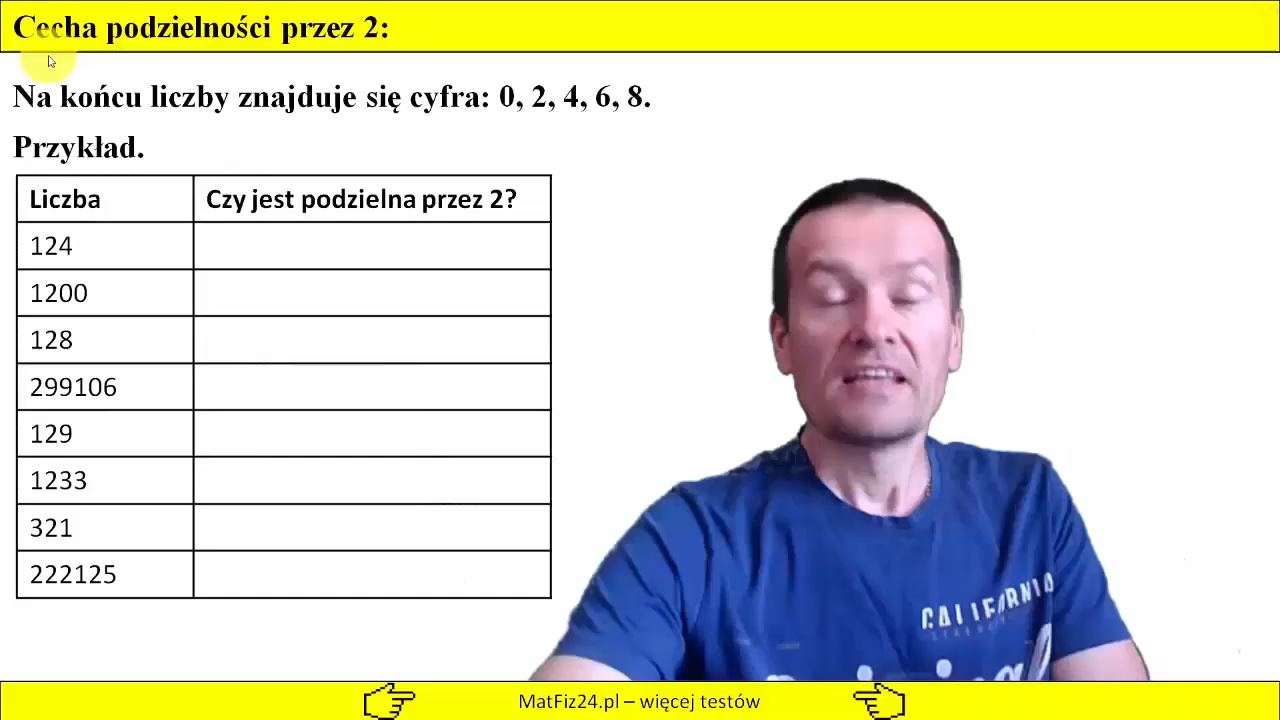 Cecha podzielności przez 2:
Na końcu liczby znajduje się cyfra: 0, 2, 4, 6, 8.
Przykład.
Liczba Czy jest podzielna przez 2?
124
1200
128
299106
129
1233
321
222125
CALIFORNIA
MatFiz24.pl – więcej testów